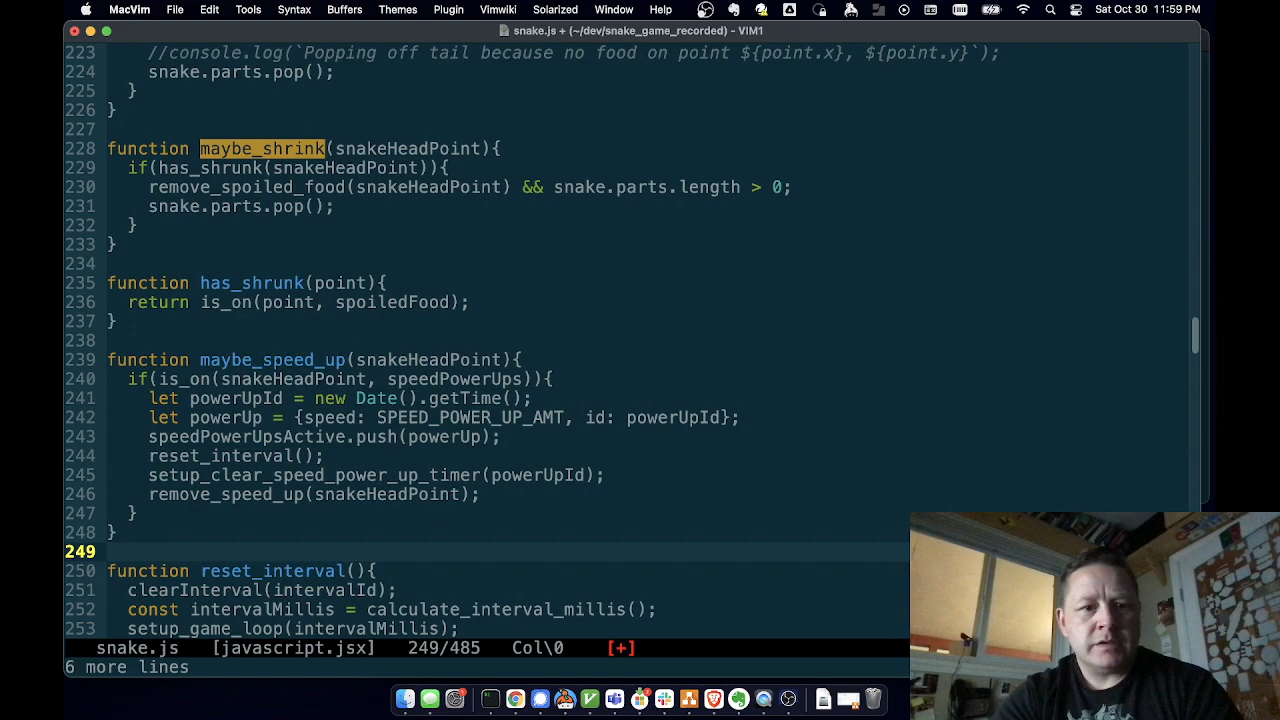 MacVim File Edit Tools Syntax Buffers Themes Plugin Vimwiki Solarized Window Help Sat Oct 30 11:59 PM
snake.js + (~/dev/snake_game_recorded) - VIM1
223 //console.log(`Popping off tail because no food on point ${point.x}, ${point.y}`);
224 snake.parts.pop();
225 }
226 }
227
228 function maybe_shrink(snakeHeadPoint){
229 if(has_shrunk(snakeHeadPoint)){
230 remove_spoiled_food(snakeHeadPoint) && snake.parts.length > 0;
231 snake.parts.pop();
232 }
233 }
234
235 function has_shrunk(point){
236 return is_on(point, spoiledFood);
237 }
238
239 function maybe_speed_up(snakeHeadPoint){
240 if(is_on(snakeHeadPoint, speedPowerUps)){
241 let powerUpId = new Date().getTime();
242 let powerUp = {speed: SPEED_POWER_UP_AMT, id: powerUpId};
243 speedPowerUpsActive.push(powerUp);
244 reset_interval();
245 setup_clear_speed_power_up_timer(powerUpId);
246 remove_speed_up(snakeHeadPoint);
247 }
248 }
249
250 function reset_interval(){
251 clearInterval(intervalId);
252 const intervalMillis = calculate_interval_millis();
253 setup_game_loop(intervalMillis);
snake.js [javascript.jsx] 249/485 Col\0 [+]
6 more lines